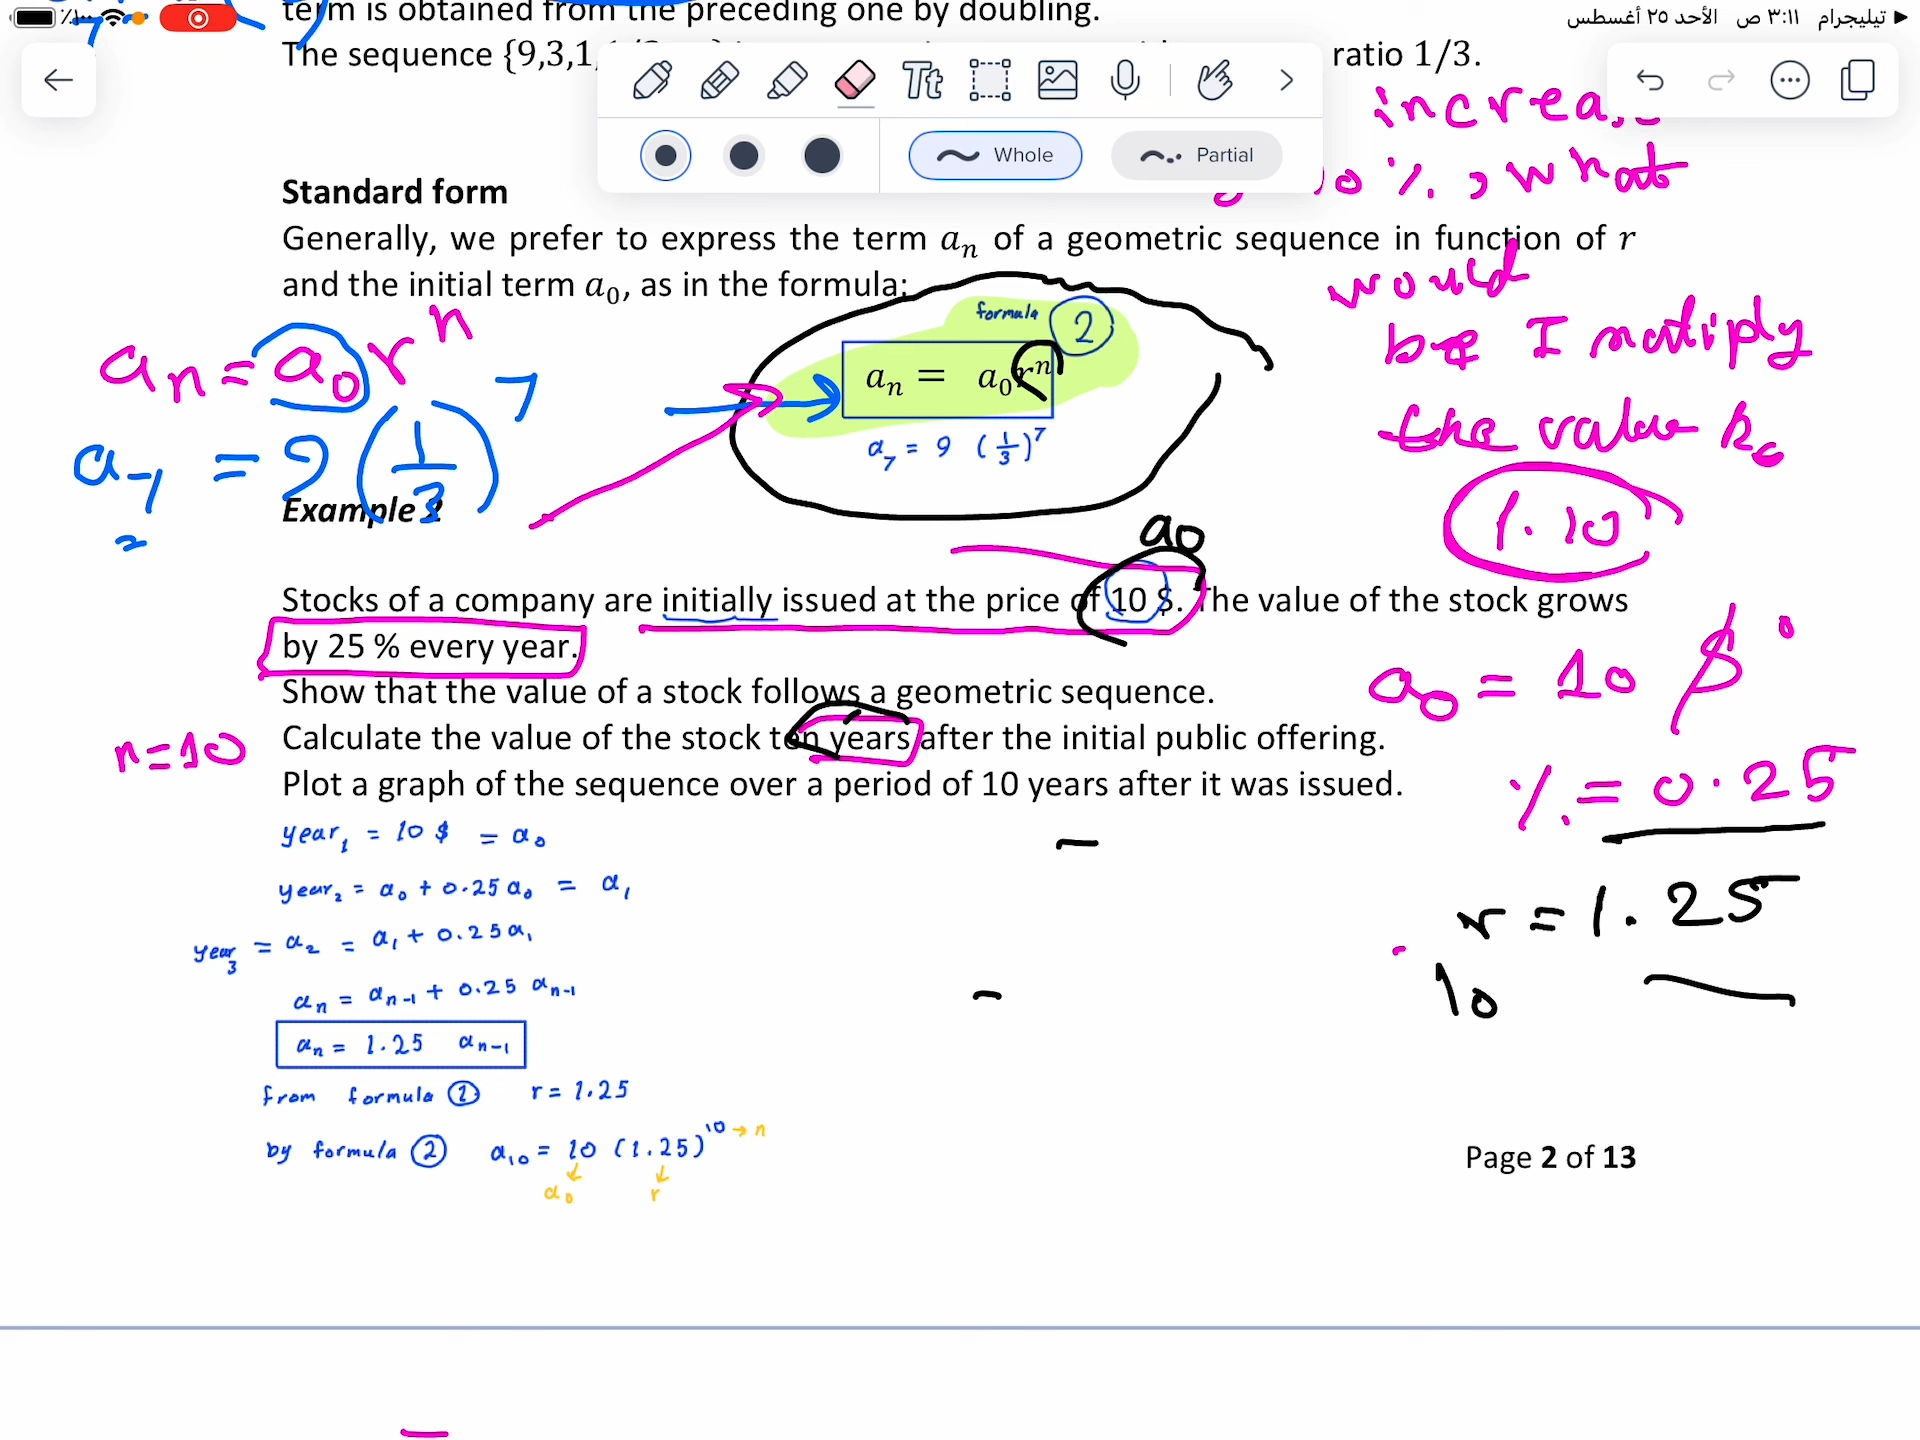 ٪١٠٠
◀ تيليجرام ٣:١١ ص الأحد ٢٥ أغسطس
term is obtained from the preceding one by doubling.
The sequence {9,3,1, ratio 1/3.
Tt
Whole
Partial
increase
10 %, what
would
be I multiply
the value by
1.10
Standard form
Generally, we prefer to express the term aₙ of a geometric sequence in function of r
and the initial term a₀, as in the formula:
formula 2
aₙ = a₀rⁿ
a₇ = 9 (1/3)⁷
aₙ = a₀ rⁿ
a₇ = 9 (1/3)⁷
Example 2
a₀
Stocks of a company are initially issued at the price of 10 $. The value of the stock grows
by 25 % every year.
Show that the value of a stock follows a geometric sequence.
Calculate the value of the stock ten years after the initial public offering.
Plot a graph of the sequence over a period of 10 years after it was issued.
n=10
a₀ = 10 $
% = 0.25
r = 1.25
10
year₁ = 10 $ = a₀
year₂ = a₀ + 0.25 a₀ = a₁
year₃ = a₂ = a₁ + 0.25 a₁
aₙ = aₙ₋₁ + 0.25 aₙ₋₁
aₙ = 1.25 aₙ₋₁
from formula 1 r = 1.25
by formula 2 a₁₀ = 10 (1.25)¹⁰ → n
a₀ r
Page 2 of 13